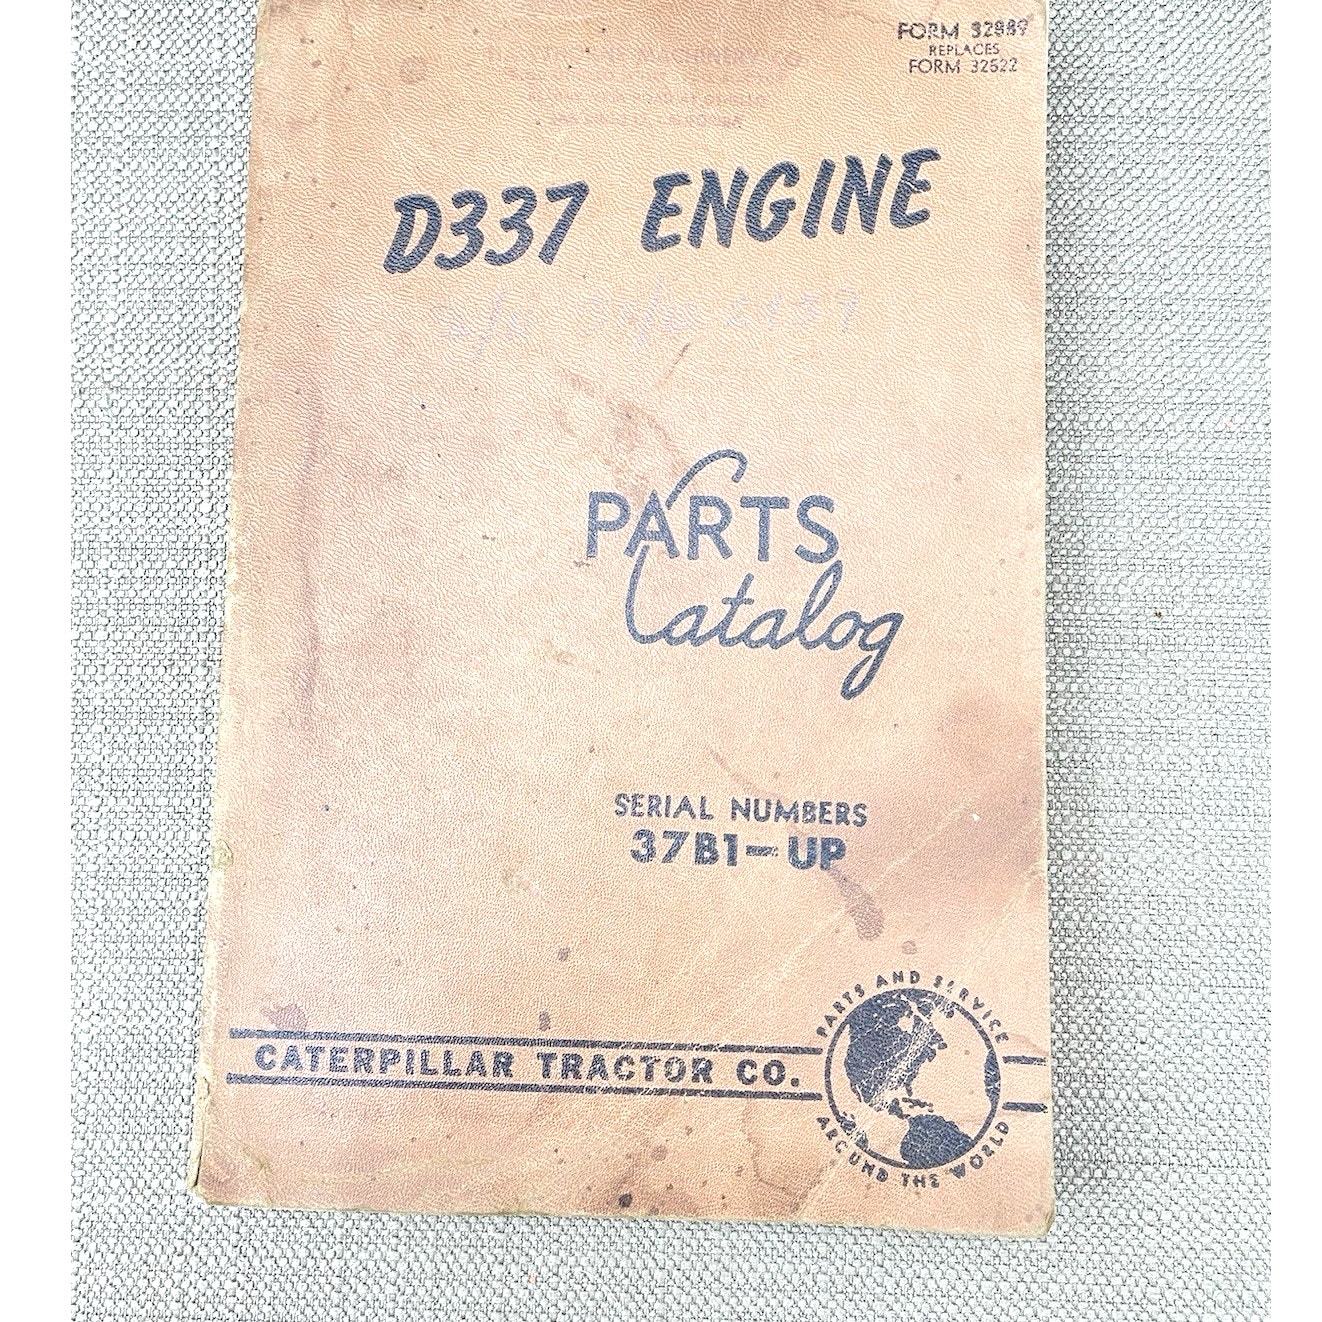 FORM 32889
REPLACES
FORM 32522
D337 ENGINE
PARTS
Catalog
SERIAL NUMBERS
37B1-UP
CATERPILLAR TRACTOR CO.
PARTS AND SERVICE
AROUND THE WORLD